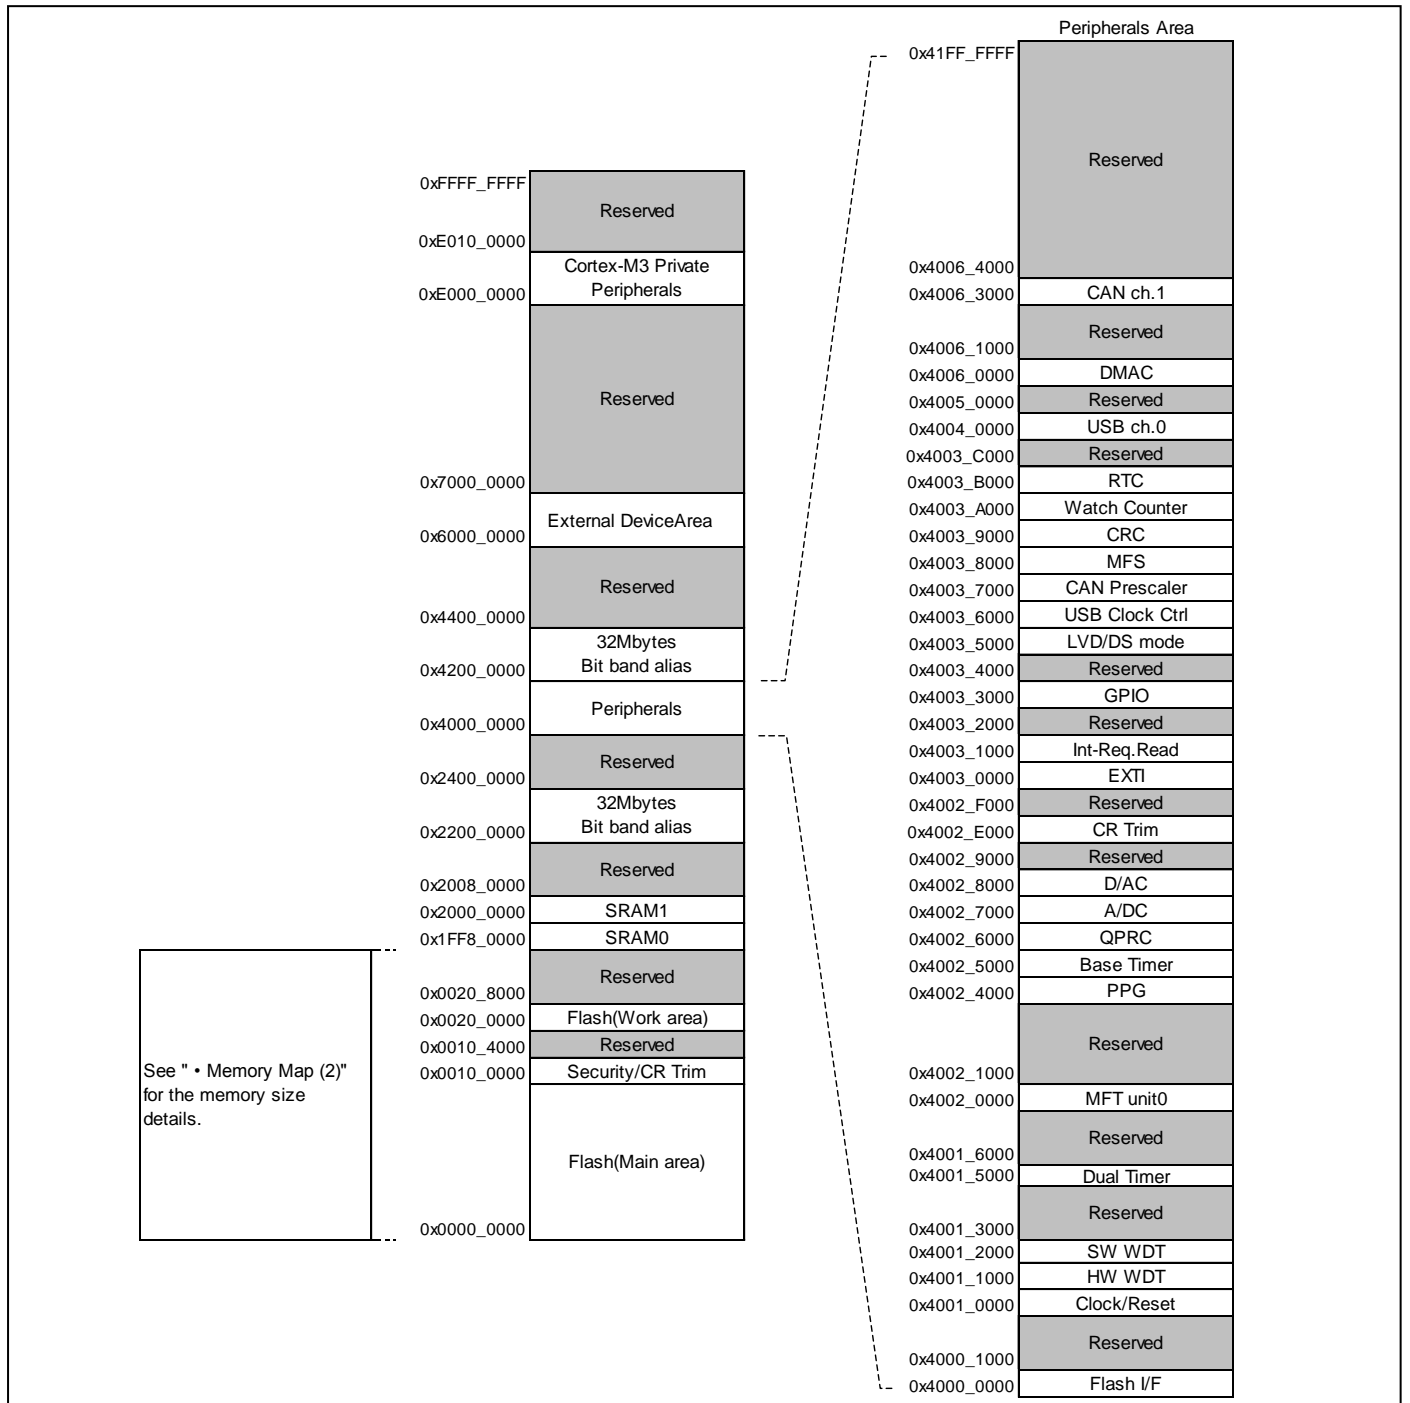 See " • Memory Map (2)"
for the memory size
details.
0xFFFF_FFFF
Reserved
0xE010_0000
Cortex-M3 Private
Peripherals
0xE000_0000
Reserved
0x7000_0000
External DeviceArea
0x6000_0000
Reserved
0x4400_0000
32Mbytes
Bit band alias
0x4200_0000
Peripherals
0x4000_0000
Reserved
0x2400_0000
32Mbytes
Bit band alias
0x2200_0000
Reserved
0x2008_0000
0x2000_0000 SRAM1
0x1FF8_0000 SRAM0
Reserved
0x0020_8000
0x0020_0000 Flash(Work area)
0x0010_4000 Reserved
0x0010_0000 Security/CR Trim
Flash(Main area)
0x0000_0000
Peripherals Area
0x41FF_FFFF
Reserved
0x4006_4000
0x4006_3000 CAN ch.1
Reserved
0x4006_1000
0x4006_0000 DMAC
0x4005_0000 Reserved
0x4004_0000 USB ch.0
0x4003_C000 Reserved
0x4003_B000 RTC
0x4003_A000 Watch Counter
0x4003_9000 CRC
0x4003_8000 MFS
0x4003_7000 CAN Prescaler
0x4003_6000 USB Clock Ctrl
0x4003_5000 LVD/DS mode
0x4003_4000 Reserved
0x4003_3000 GPIO
0x4003_2000 Reserved
0x4003_1000 Int-Req.Read
0x4003_0000 EXTI
0x4002_F000 Reserved
0x4002_E000 CR Trim
0x4002_9000 Reserved
0x4002_8000 D/AC
0x4002_7000 A/DC
0x4002_6000 QPRC
0x4002_5000 Base Timer
0x4002_4000 PPG
Reserved
0x4002_1000
0x4002_0000 MFT unit0
Reserved
0x4001_6000
0x4001_5000 Dual Timer
Reserved
0x4001_3000
0x4001_2000 SW WDT
0x4001_1000 HW WDT
0x4001_0000 Clock/Reset
Reserved
0x4000_1000
0x4000_0000 Flash I/F